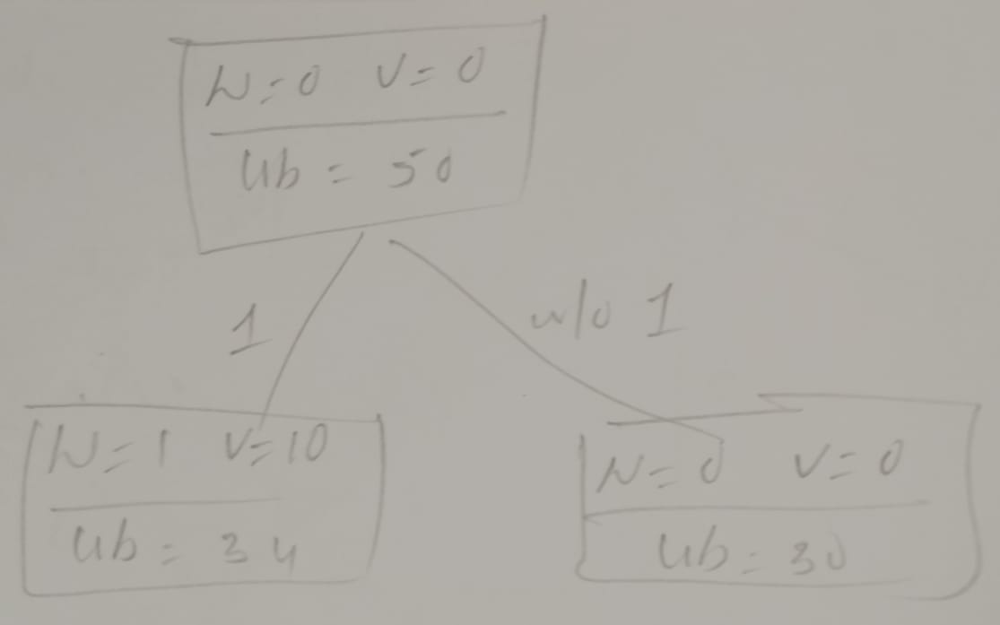 W=0 V=0
Ub = 50
1
w/o 1
W=1 V=10
Ub = 34
W=0 V=0
Ub = 30